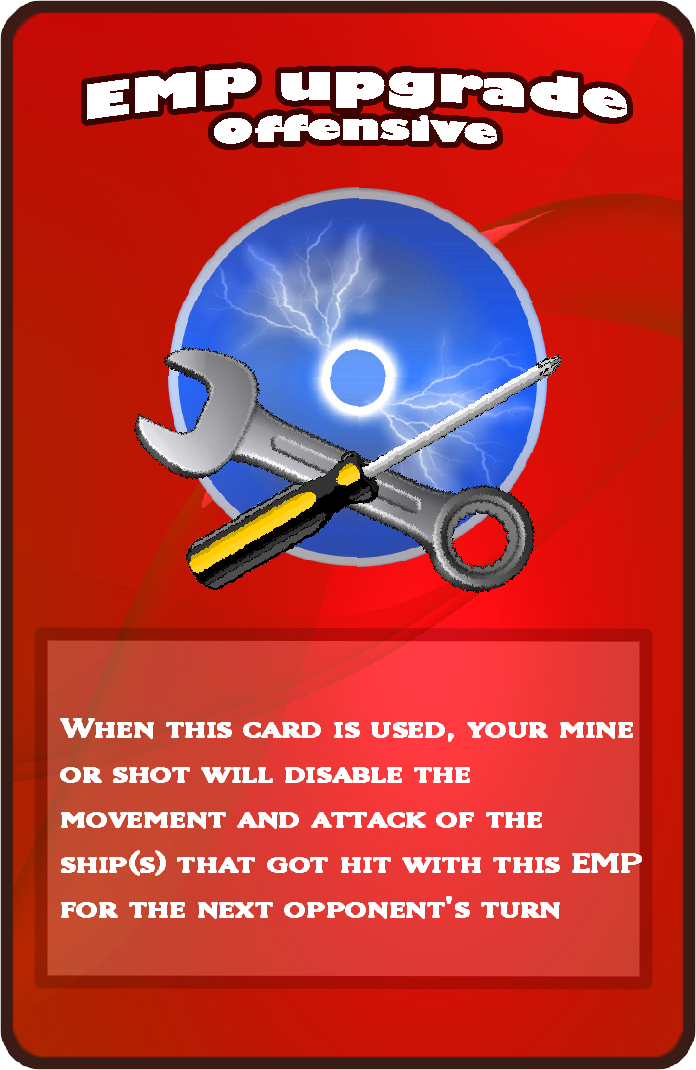 EMP upgrade
Offensive
When this card is used, your mine
or shot will disable the
movement and attack of the
ship(s) that got hit with this EMP
for the next opponent's turn